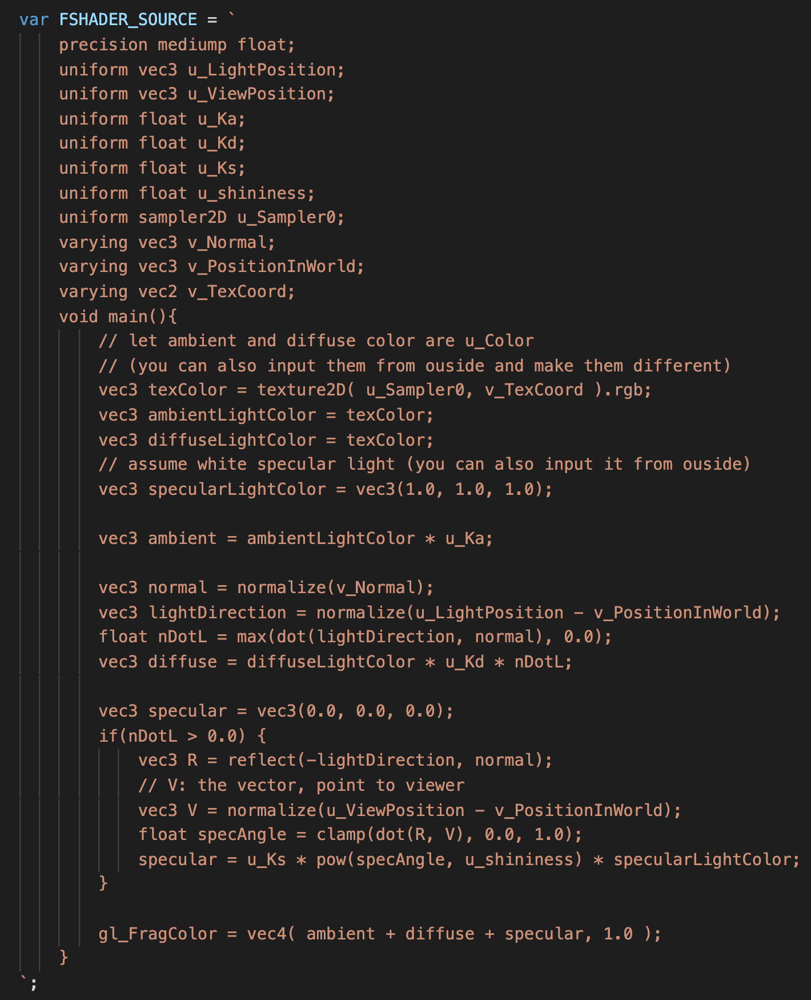 var FSHADER_SOURCE = `
precision mediump float;
uniform vec3 u_LightPosition;
uniform vec3 u_ViewPosition;
uniform float u_Ka;
uniform float u_Kd;
uniform float u_Ks;
uniform float u_shininess;
uniform sampler2D u_Sampler0;
varying vec3 v_Normal;
varying vec3 v_PositionInWorld;
varying vec2 v_TexCoord;
void main(){
// let ambient and diffuse color are u_Color
// (you can also input them from ouside and make them different)
vec3 texColor = texture2D( u_Sampler0, v_TexCoord ).rgb;
vec3 ambientLightColor = texColor;
vec3 diffuseLightColor = texColor;
// assume white specular light (you can also input it from ouside)
vec3 specularLightColor = vec3(1.0, 1.0, 1.0);
vec3 ambient = ambientLightColor * u_Ka;
vec3 normal = normalize(v_Normal);
vec3 lightDirection = normalize(u_LightPosition - v_PositionInWorld);
float nDotL = max(dot(lightDirection, normal), 0.0);
vec3 diffuse = diffuseLightColor * u_Kd * nDotL;
vec3 specular = vec3(0.0, 0.0, 0.0);
if(nDotL > 0.0) {
vec3 R = reflect(-lightDirection, normal);
// V: the vector, point to viewer
vec3 V = normalize(u_ViewPosition - v_PositionInWorld);
float specAngle = clamp(dot(R, V), 0.0, 1.0);
specular = u_Ks * pow(specAngle, u_shininess) * specularLightColor;
}
gl_FragColor = vec4( ambient + diffuse + specular, 1.0 );
}
`;